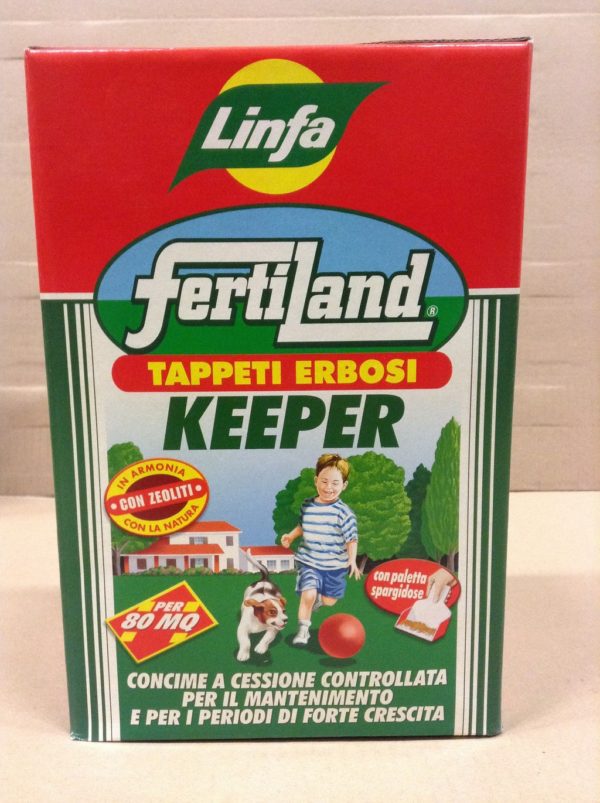 Linfa
fertiLand®
TAPPETI ERBOSI
KEEPER
IN ARMONIA
• CON ZEOLITI •
CON LA NATURA
con paletta
spargidose
PER
80 MQ
CONCIME A CESSIONE CONTROLLATA
PER IL MANTENIMENTO
E PER I PERIODI DI FORTE CRESCITA